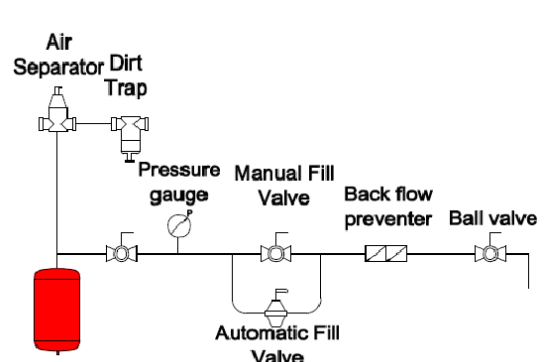 Air
Separator
Dirt
Trap
Pressure
gauge
P
Manual Fill
Valve
Back flow
preventer
Ball valve
Automatic Fill
Valve